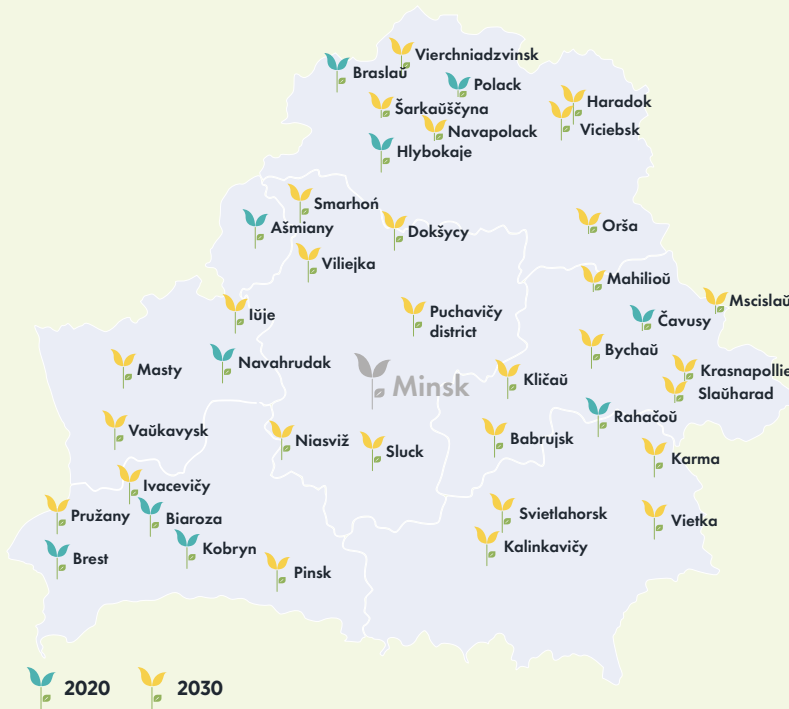 Vierchniadzvinsk
Braslaŭ
Polack
Haradok
Šarkaŭščyna
Navapolack
Viciebsk
Hlybokaje
Smarhoń
Ašmiany
Dokšycy
Orša
Viliejka
Mahilioŭ
Mscislaŭ
Iŭje
Puchavičy
district
Čavusy
Bychaŭ
Navahrudak
Masty
Krasnapollie
Kličaŭ
Minsk
Slaŭharad
Rahačoŭ
Vaŭkavysk
Niasviž
Sluck
Babrujsk
Karma
Ivacevičy
Pružany
Biaroza
Svietlahorsk
Vietka
Kobryn
Kalinkavičy
Brest
Pinsk
2020
2030